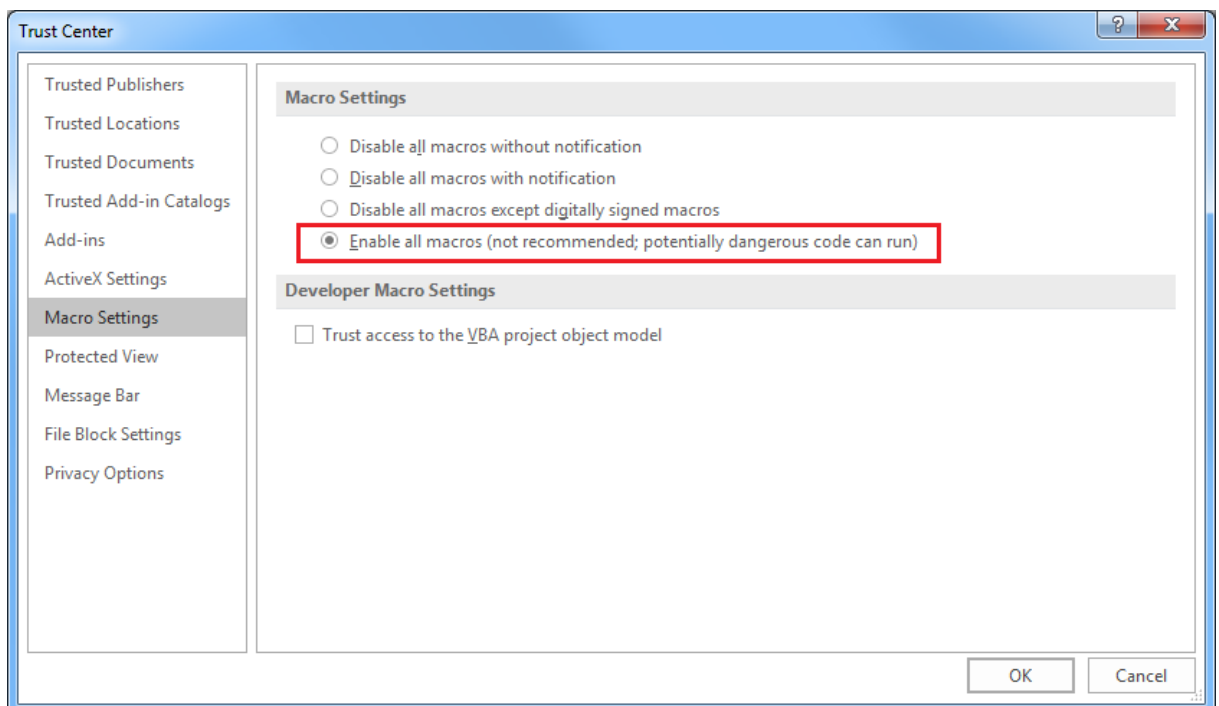 Trust Center
Trusted Publishers
Trusted Locations
Trusted Documents
Trusted Add-in Catalogs
Add-ins
ActiveX Settings
Macro Settings
Protected View
Message Bar
File Block Settings
Privacy Options
Macro Settings
Disable all macros without notification
Disable all macros with notification
Disable all macros except digitally signed macros
Enable all macros (not recommended; potentially dangerous code can run)
Developer Macro Settings
Trust access to the VBA project object model
OK
Cancel